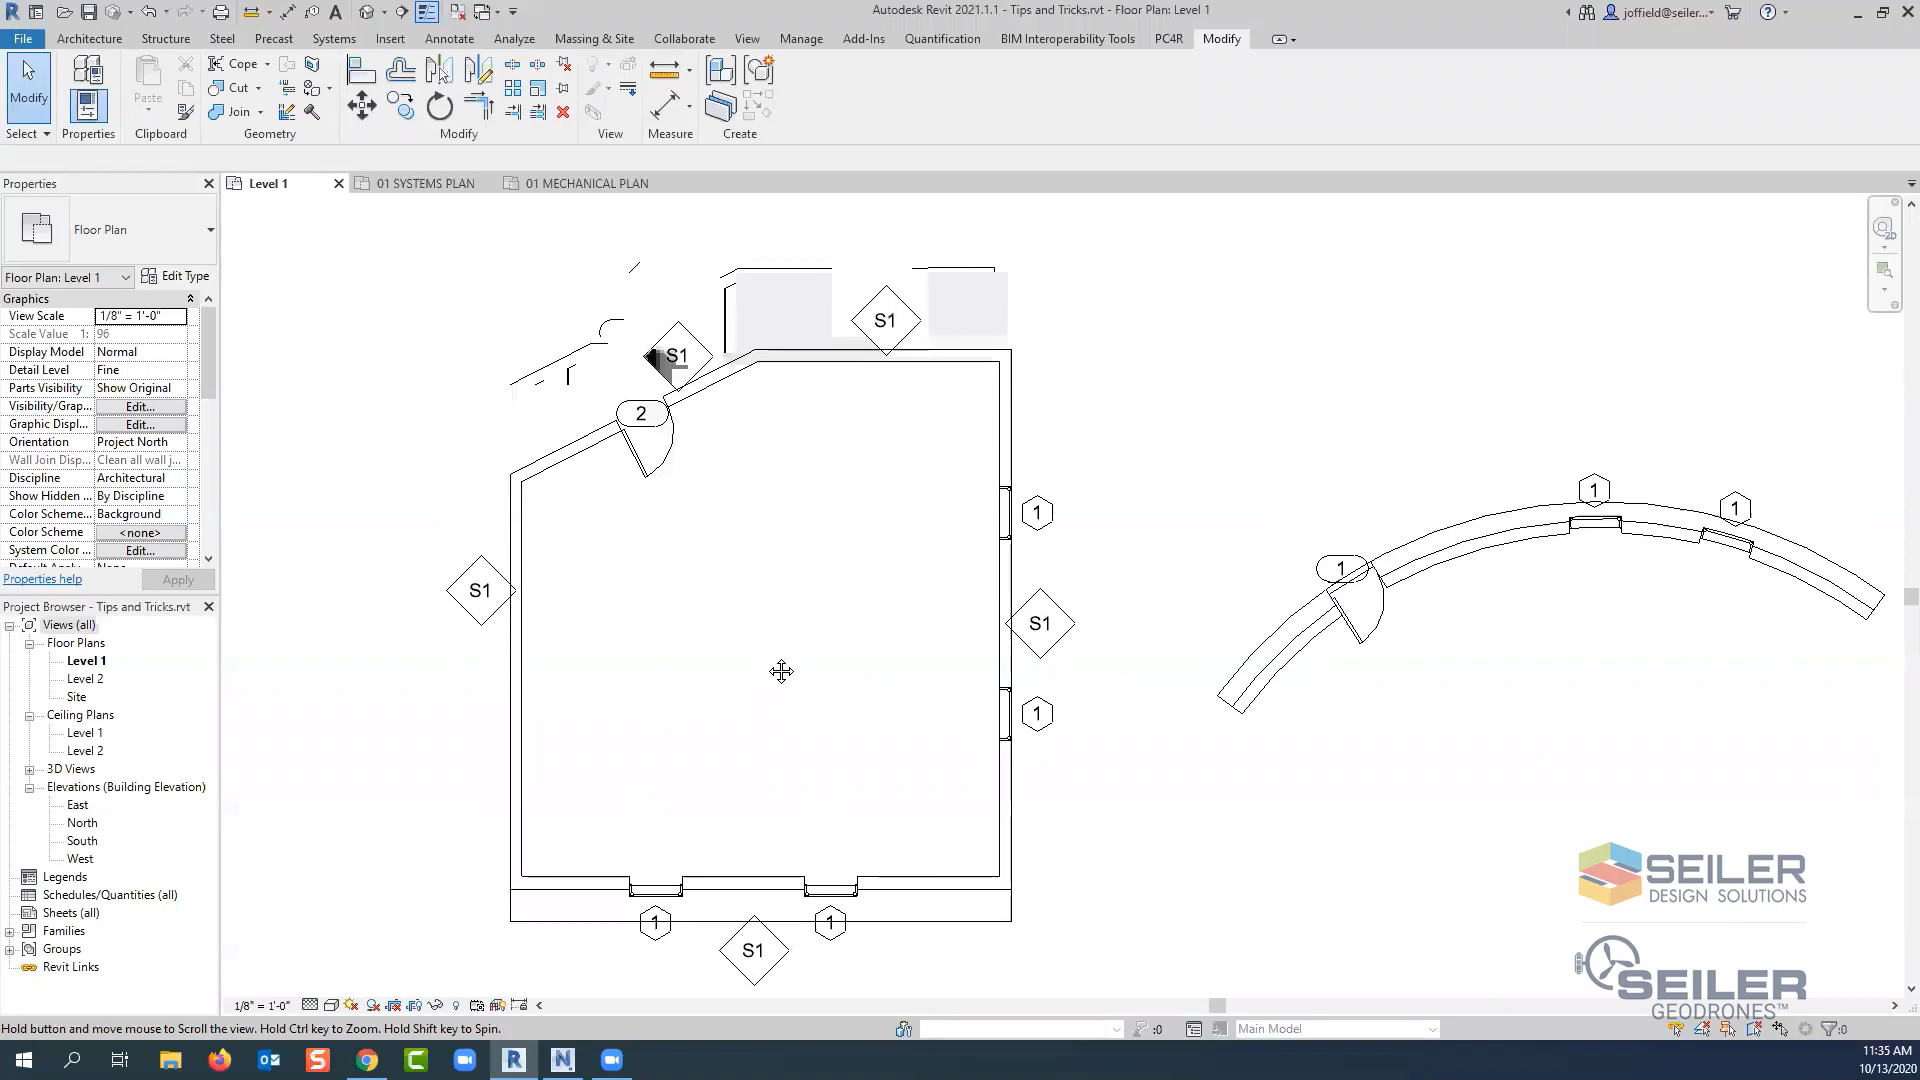 Autodesk Revit 2021.1.1 - Tips and Tricks.rvt - Floor Plan: Level 1
joffield@seiler...
File Architecture Structure Steel Precast Systems Insert Annotate Analyze Massing & Site Collaborate View Manage Add-Ins Quantification BIM Interoperability Tools PC4R Modify
Modify
Paste
Cope
Cut
Join
Select Properties Clipboard Geometry Modify View Measure Create
Properties
Level 1 01 SYSTEMS PLAN 01 MECHANICAL PLAN
Floor Plan
Floor Plan: Level 1 Edit Type
Graphics
View Scale 1/8" = 1'-0"
Scale Value 1: 96
Display Model Normal
Detail Level Fine
Parts Visibility Show Original
Visibility/Grap... Edit...
Graphic Displ... Edit...
Orientation Project North
Wall Join Disp... Clean all wall j...
Discipline Architectural
Show Hidden ... By Discipline
Color Scheme... Background
Color Scheme <none>
System Color ... Edit...
Properties help Apply
Project Browser - Tips and Tricks.rvt
Views (all)
Floor Plans
Level 1
Level 2
Site
Ceiling Plans
Level 1
Level 2
3D Views
Elevations (Building Elevation)
East
North
South
West
Legends
Schedules/Quantities (all)
Sheets (all)
Families
Groups
Revit Links
2D
S1
S1
2
1
1
1
1
S1
S1
1
1
1
S1
SEILER
DESIGN SOLUTIONS
SEILER
GEODRONES™
1/8" = 1'-0"
Hold button and move mouse to Scroll the view. Hold Ctrl key to Zoom. Hold Shift key to Spin.
:0
Main Model
:0
11:35 AM
10/13/2020